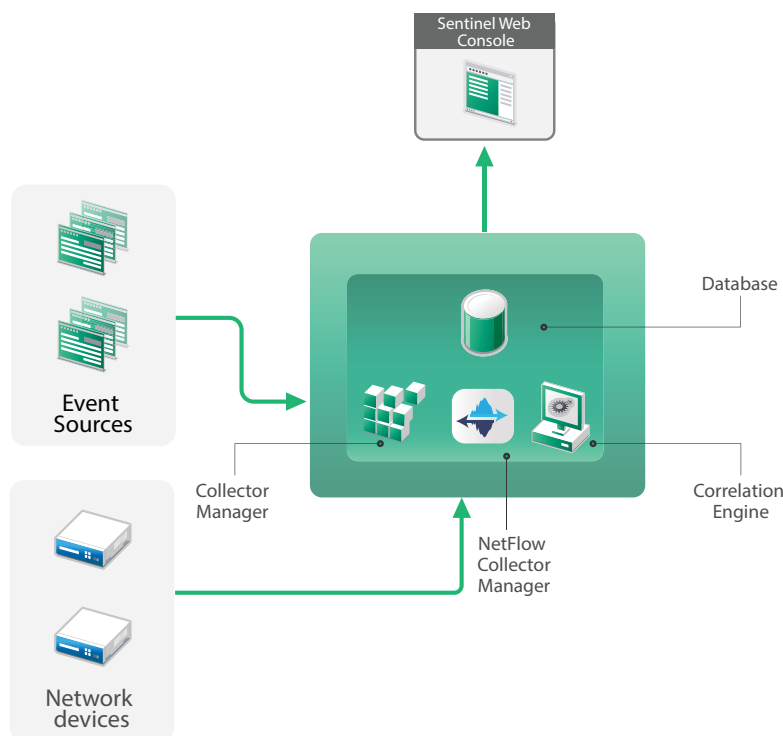 Sentinel Web
Console
Event
Sources
Database
Collector
Manager
NetFlow
Collector
Manager
Correlation
Engine
Network
devices